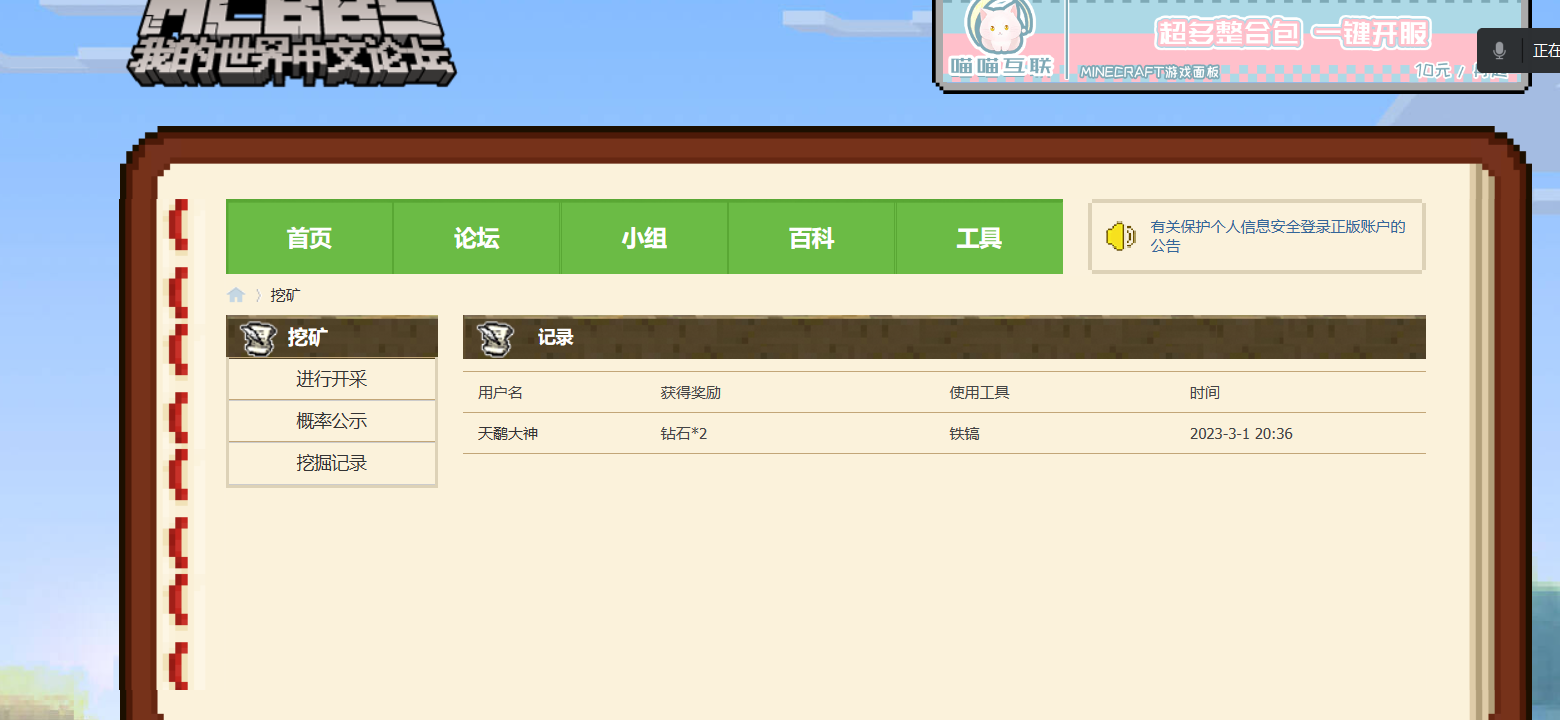 MCBBS
我的世界中文论坛
喵喵互联
超多整合包 一键开服
MINECRAFT游戏面板
10元 /
正在
首页 论坛 小组 百科 工具
有关保护个人信息安全登录正版账户的
公告
〉挖矿
挖矿
进行开采
概率公示
挖掘记录
记录
用户名 获得奖励 使用工具 时间
天鹬大神 钻石*2 铁镐 2023-3-1 20:36